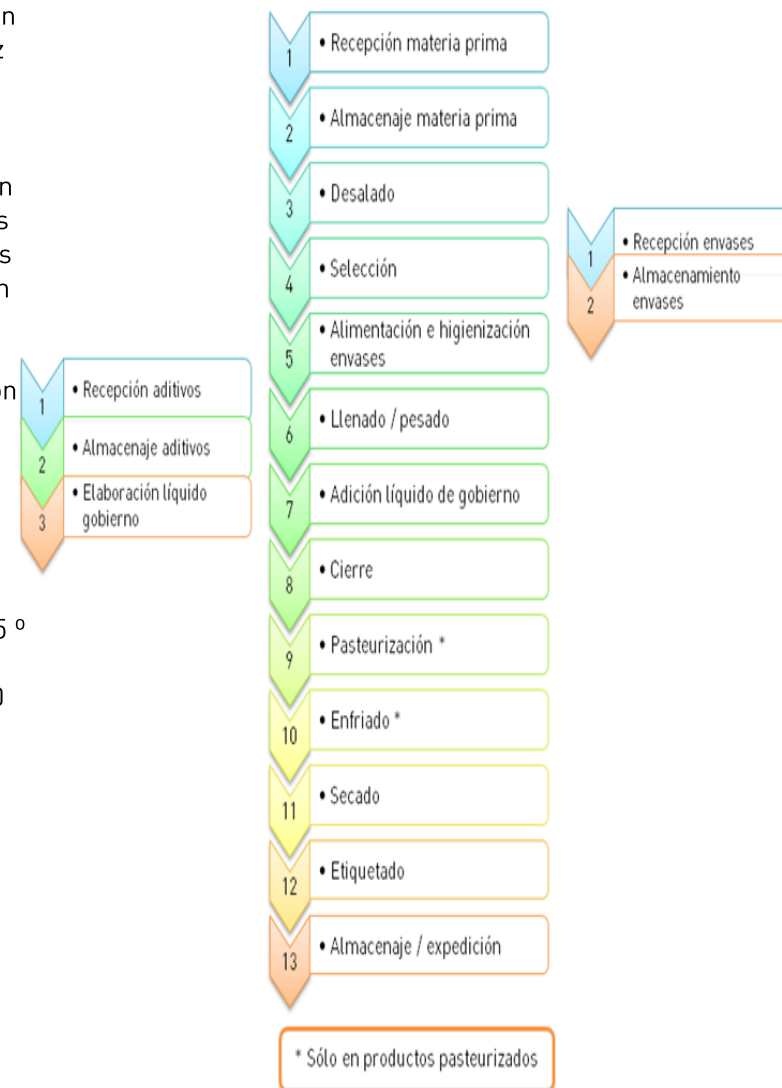 1
• Recepción materia prima
2
• Almacenaje materia prima
3
• Desalado
4
• Selección
5
• Alimentación e higienización
envases
6
• Llenado / pesado
7
• Adición líquido de gobierno
8
• Cierre
9
• Pasteurización *
10
• Enfriado *
11
• Secado
12
• Etiquetado
13
• Almacenaje / expedición
* Sólo en productos pasteurizados
1
• Recepción envases
2
• Almacenamiento
envases
1
• Recepción aditivos
2
• Almacenaje aditivos
3
• Elaboración líquido
gobierno
5 º